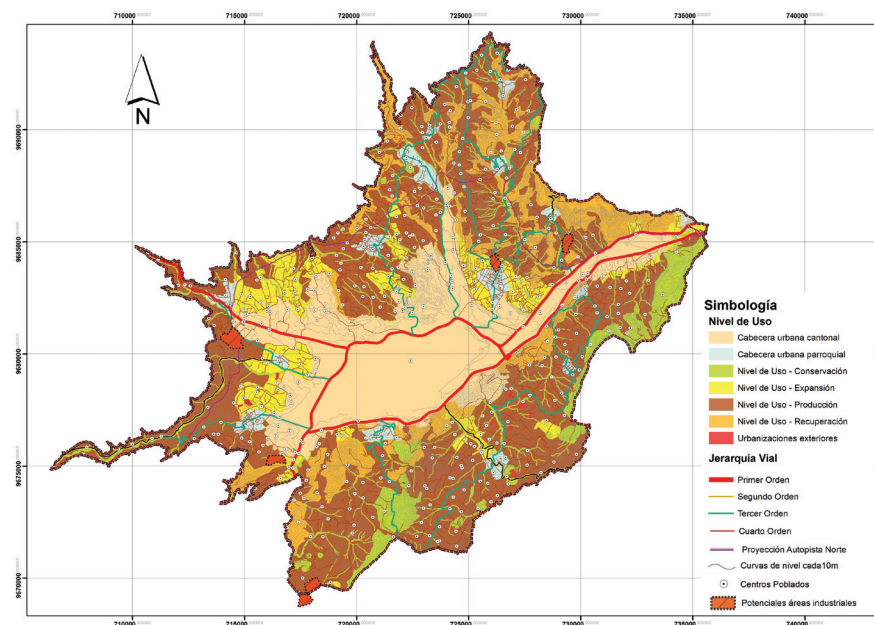 710000 715000 720000 725000 730000 735000 740000
9690000
9685000
9680000
9675000
9670000
N
Simbología
Nivel de Uso
Cabecera urbana cantonal
Cabecera urbana parroquial
Nivel de Uso - Conservación
Nivel de Uso - Expansión
Nivel de Uso - Producción
Nivel de Uso - Recuperación
Urbanizaciones exteriores
Jerarquía Vial
Primer Orden
Segundo Orden
Tercer Orden
Cuarto Orden
Proyección Autopista Norte
Curvas de nivel cada10m
Centros Poblados
Potenciales áreas industriales
710000 715000 720000 725000 730000 735000 740000